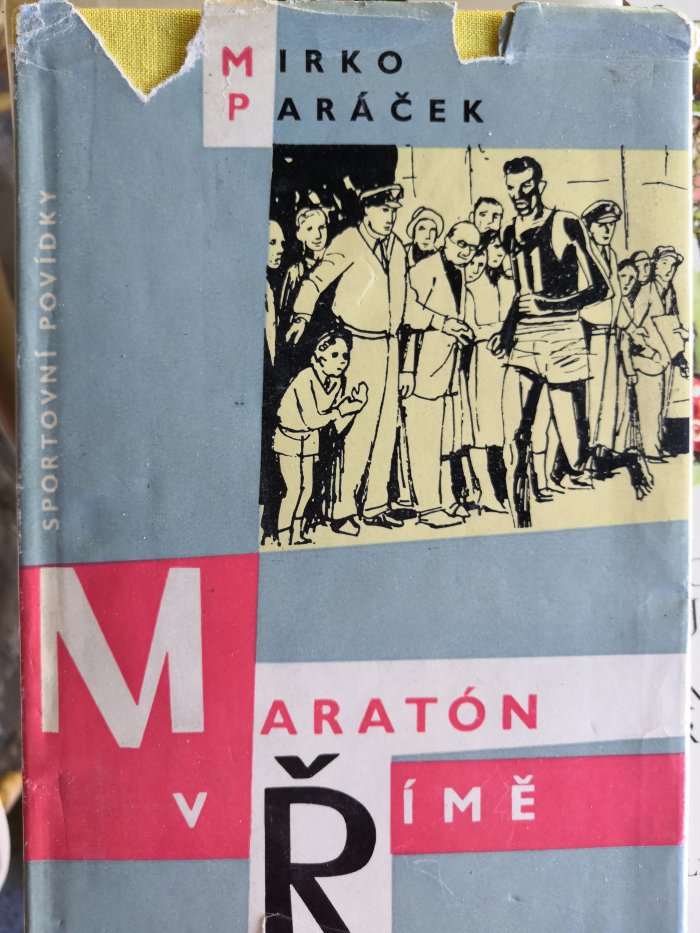 MIRKO
PARÁČEK
SPORTOVNÍ POVÍDKY
MARATÓN
V ŘÍMĚ